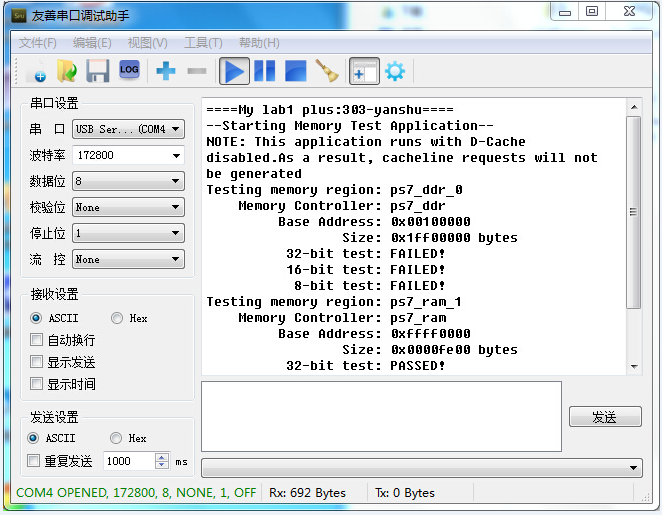 友善串口调试助手
文件(F) 编辑(E) 视图(V) 工具(T) 帮助(H)
LOG
串口设置
串 口 USB Ser...(COM4
波特率 172800
数据位 8
校验位 None
停止位 1
流 控 None
接收设置
ASCII Hex
自动换行
显示发送
显示时间
发送设置
ASCII Hex
重复发送 1000 ms
====My lab1 plus:303-yanshu====
--Starting Memory Test Application--
NOTE: This application runs with D-Cache
disabled.As a result, cacheline requests will not
be generated
Testing memory region: ps7_ddr_0
Memory Controller: ps7_ddr
Base Address: 0x00100000
Size: 0x1ff00000 bytes
32-bit test: FAILED!
16-bit test: FAILED!
8-bit test: FAILED!
Testing memory region: ps7_ram_1
Memory Controller: ps7_ram
Base Address: 0xffff0000
Size: 0x0000fe00 bytes
32-bit test: PASSED!
发送
COM4 OPENED, 172800, 8, NONE, 1, OFF Rx: 692 Bytes Tx: 0 Bytes